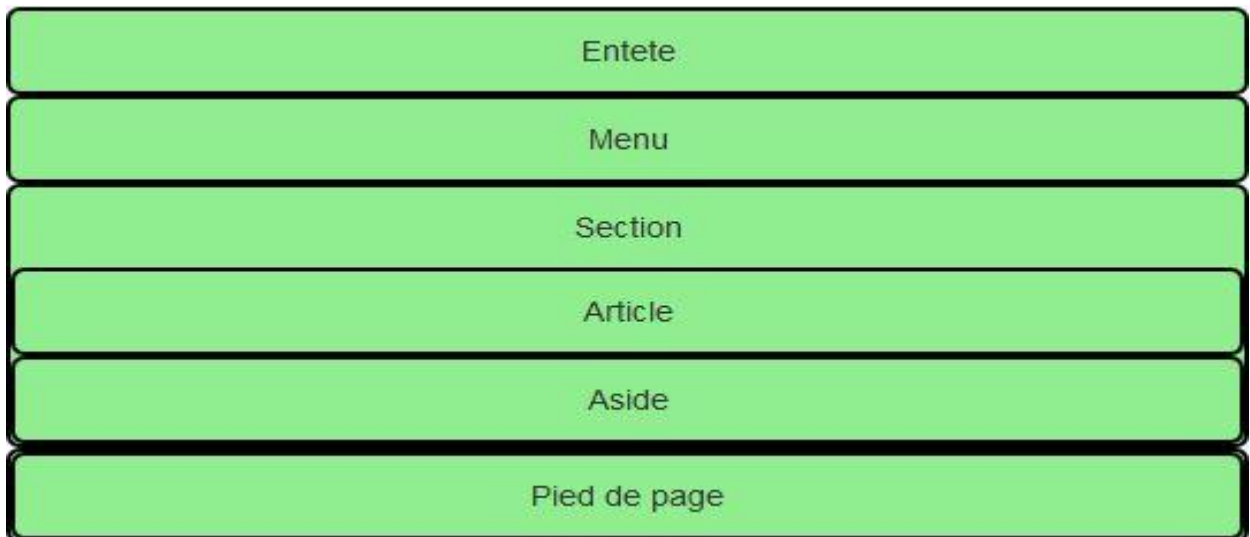 Entete
Menu
Section
Article
Aside
Pied de page